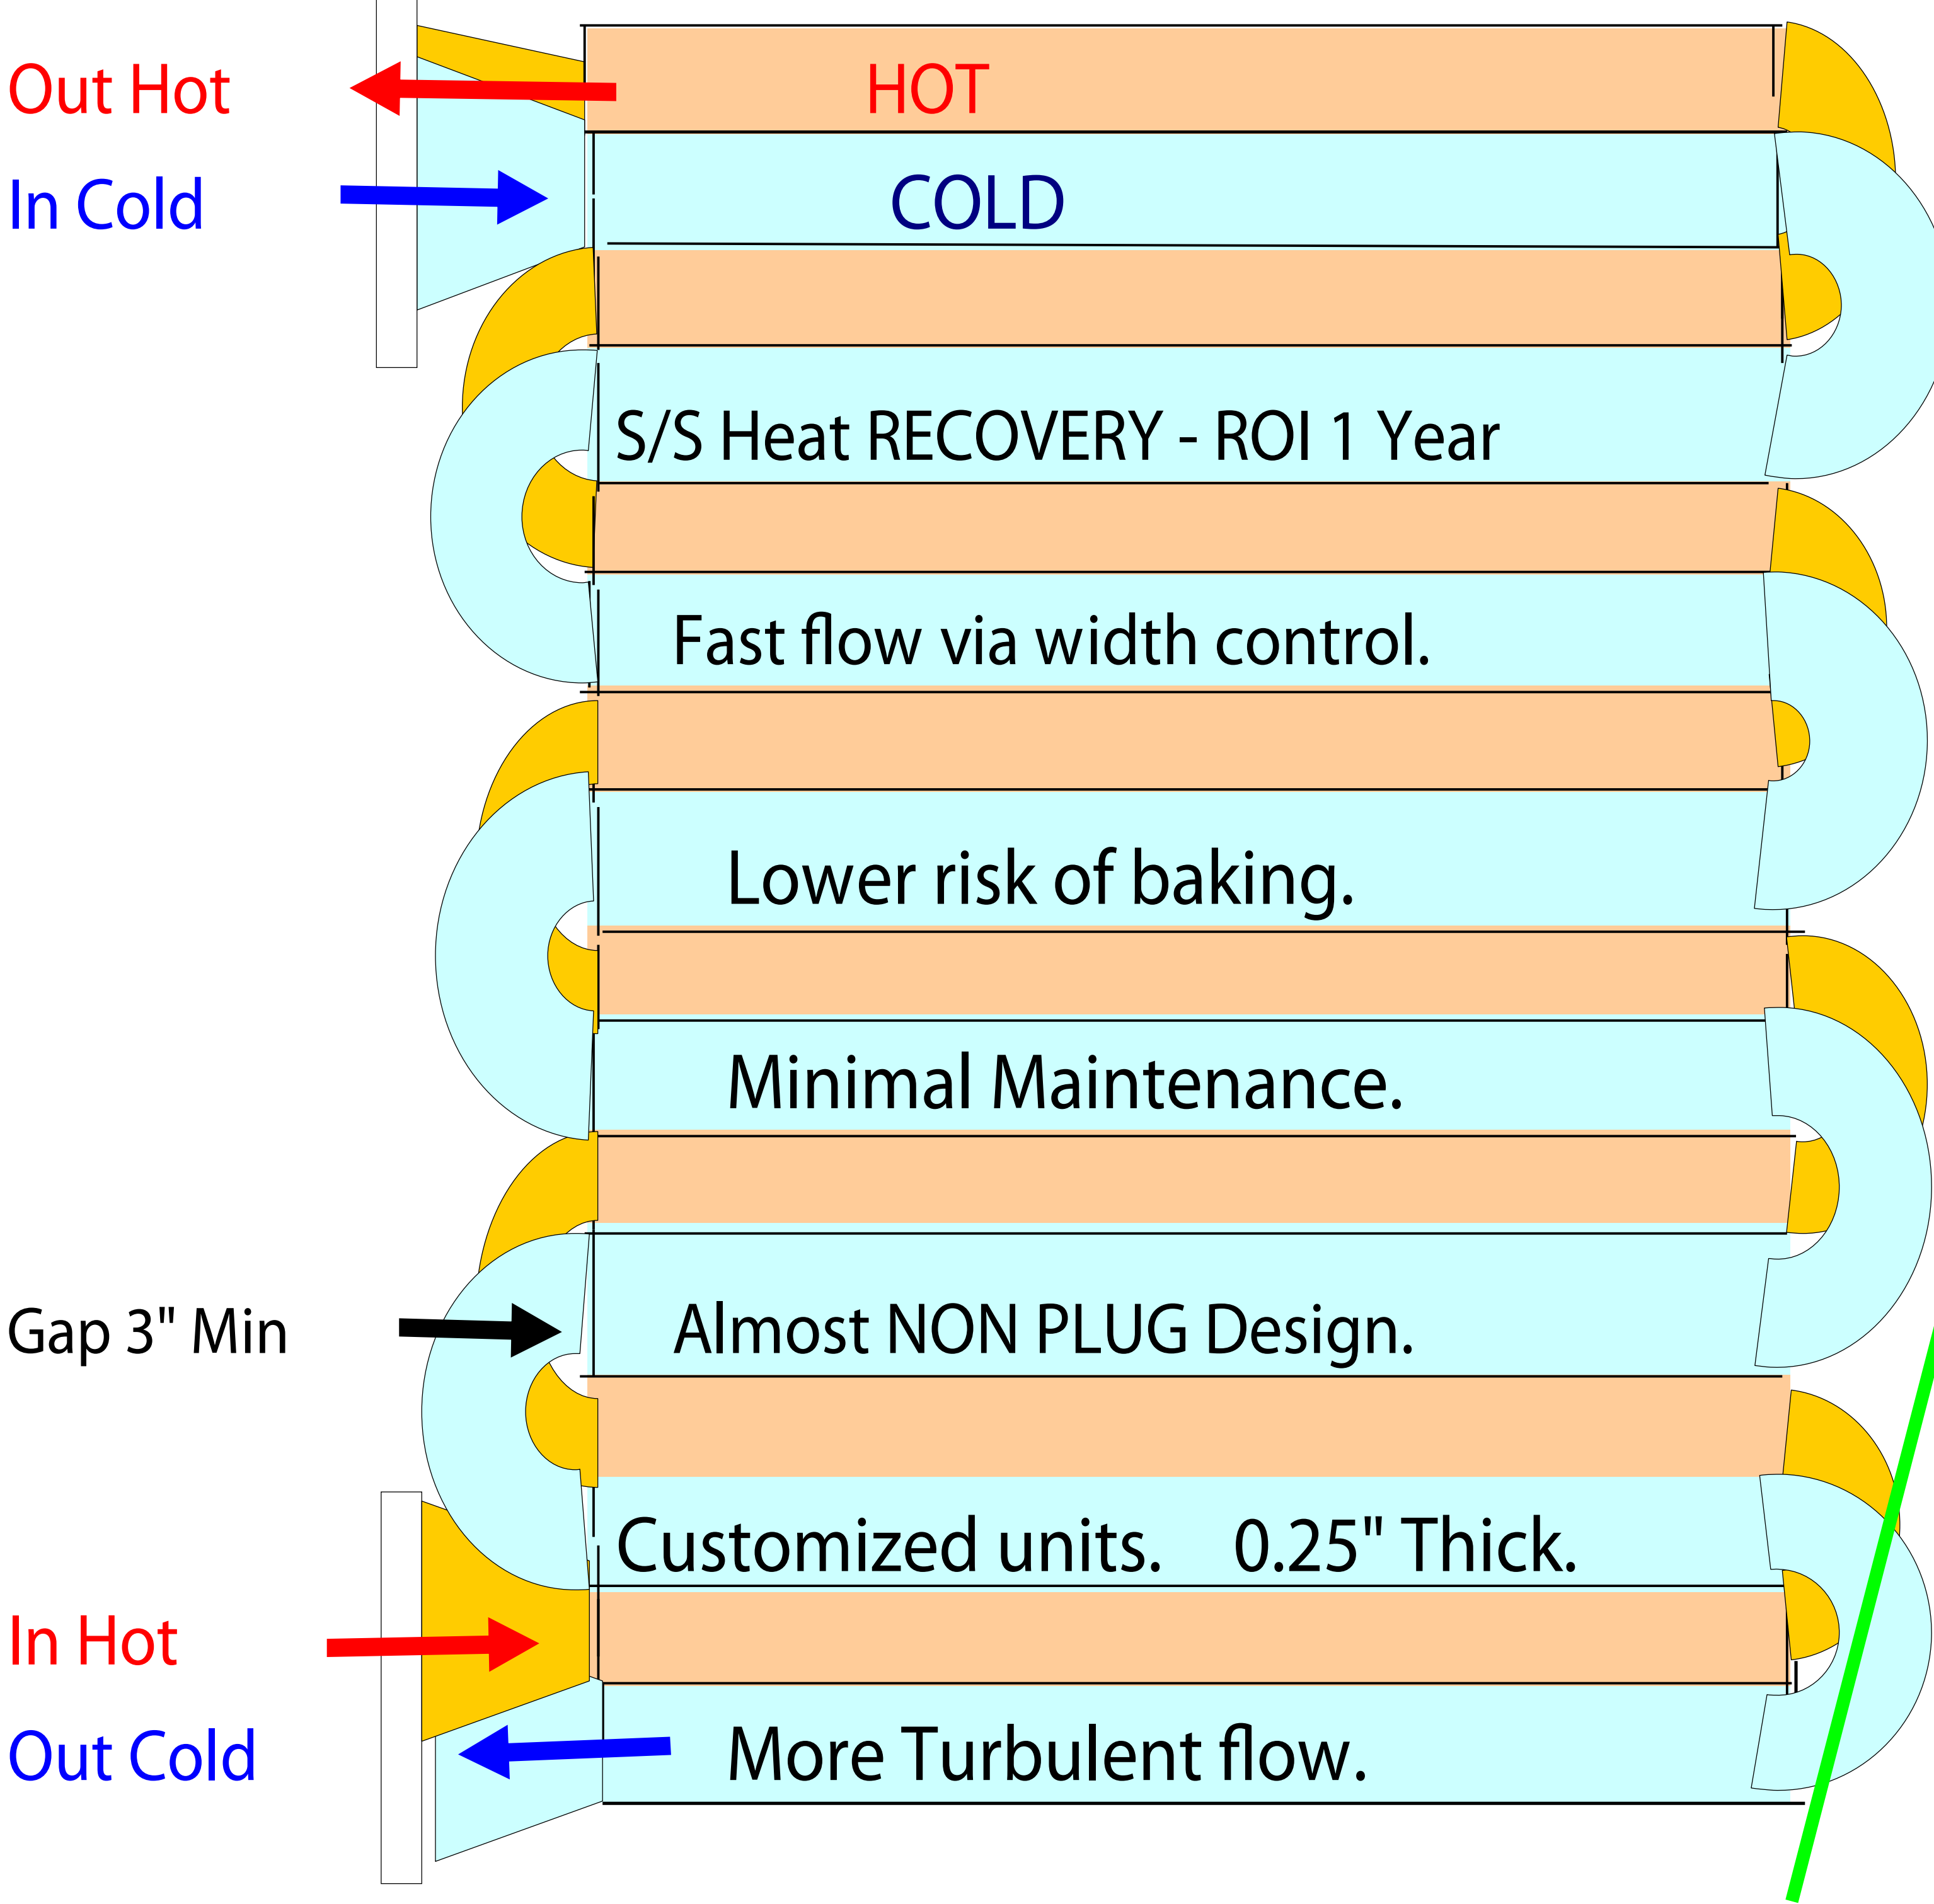 Out Hot
HOT
In Cold
COLD
S/S Heat RECOVERY - ROI 1 Year
Fast flow via width control.
Lower risk of baking.
Minimal Maintenance.
Gap 3" Min
Almost NON PLUG Design.
Customized units. 0.25" Thick.
In Hot
Out Cold
More Turbulent flow.